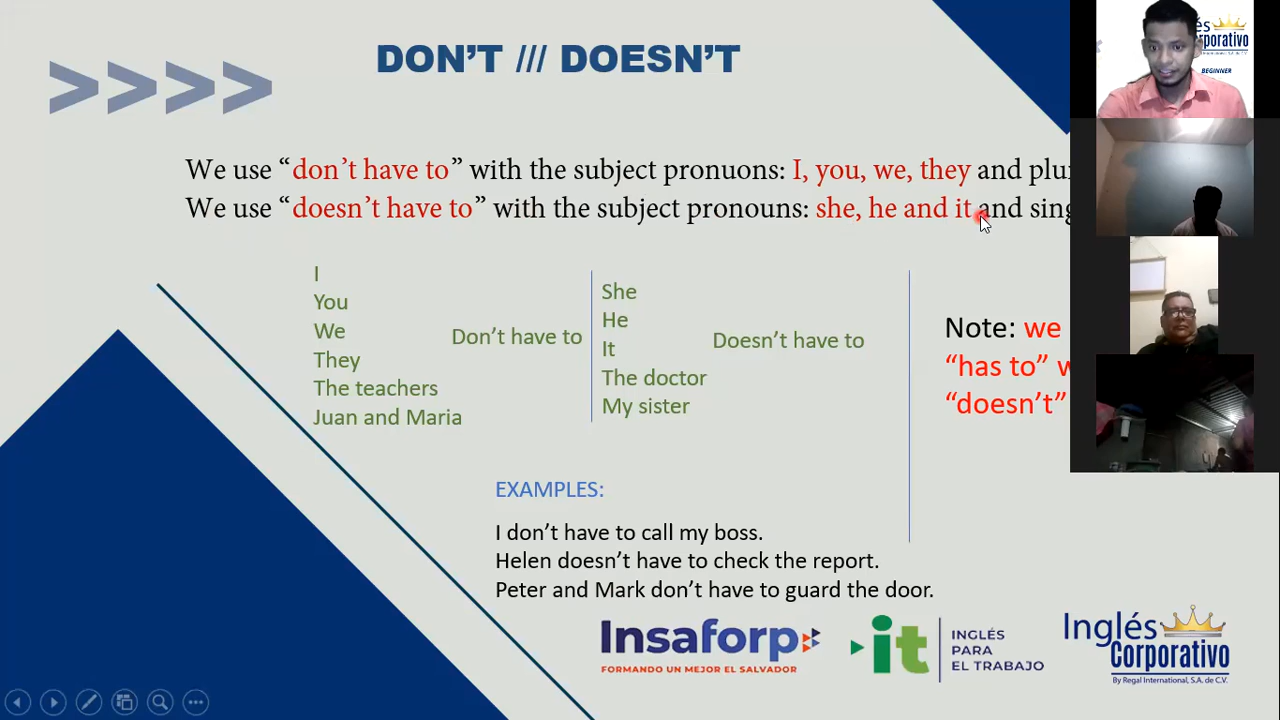 DON’T /// DOESN’T
We use “don’t have to” with the subject pronuons: I, you, we, they and
We use “doesn’t have to” with the subject pronouns: she, he and it and
I
You
We
They
The teachers
Juan and Maria
Don’t have to
She
He
It
The doctor
My sister
Doesn’t have to
Note: we
“has to”
“doesn’t”
EXAMPLES:
I don’t have to call my boss.
Helen doesn’t have to check the report.
Peter and Mark don’t have to guard the door.
Insaforp
FORMANDO UN MEJOR EL SALVADOR
it
INGLÉS
PARA
EL TRABAJO
Inglés
Corporativo
By Regal International, S.A. de C.V.
BEGINNER